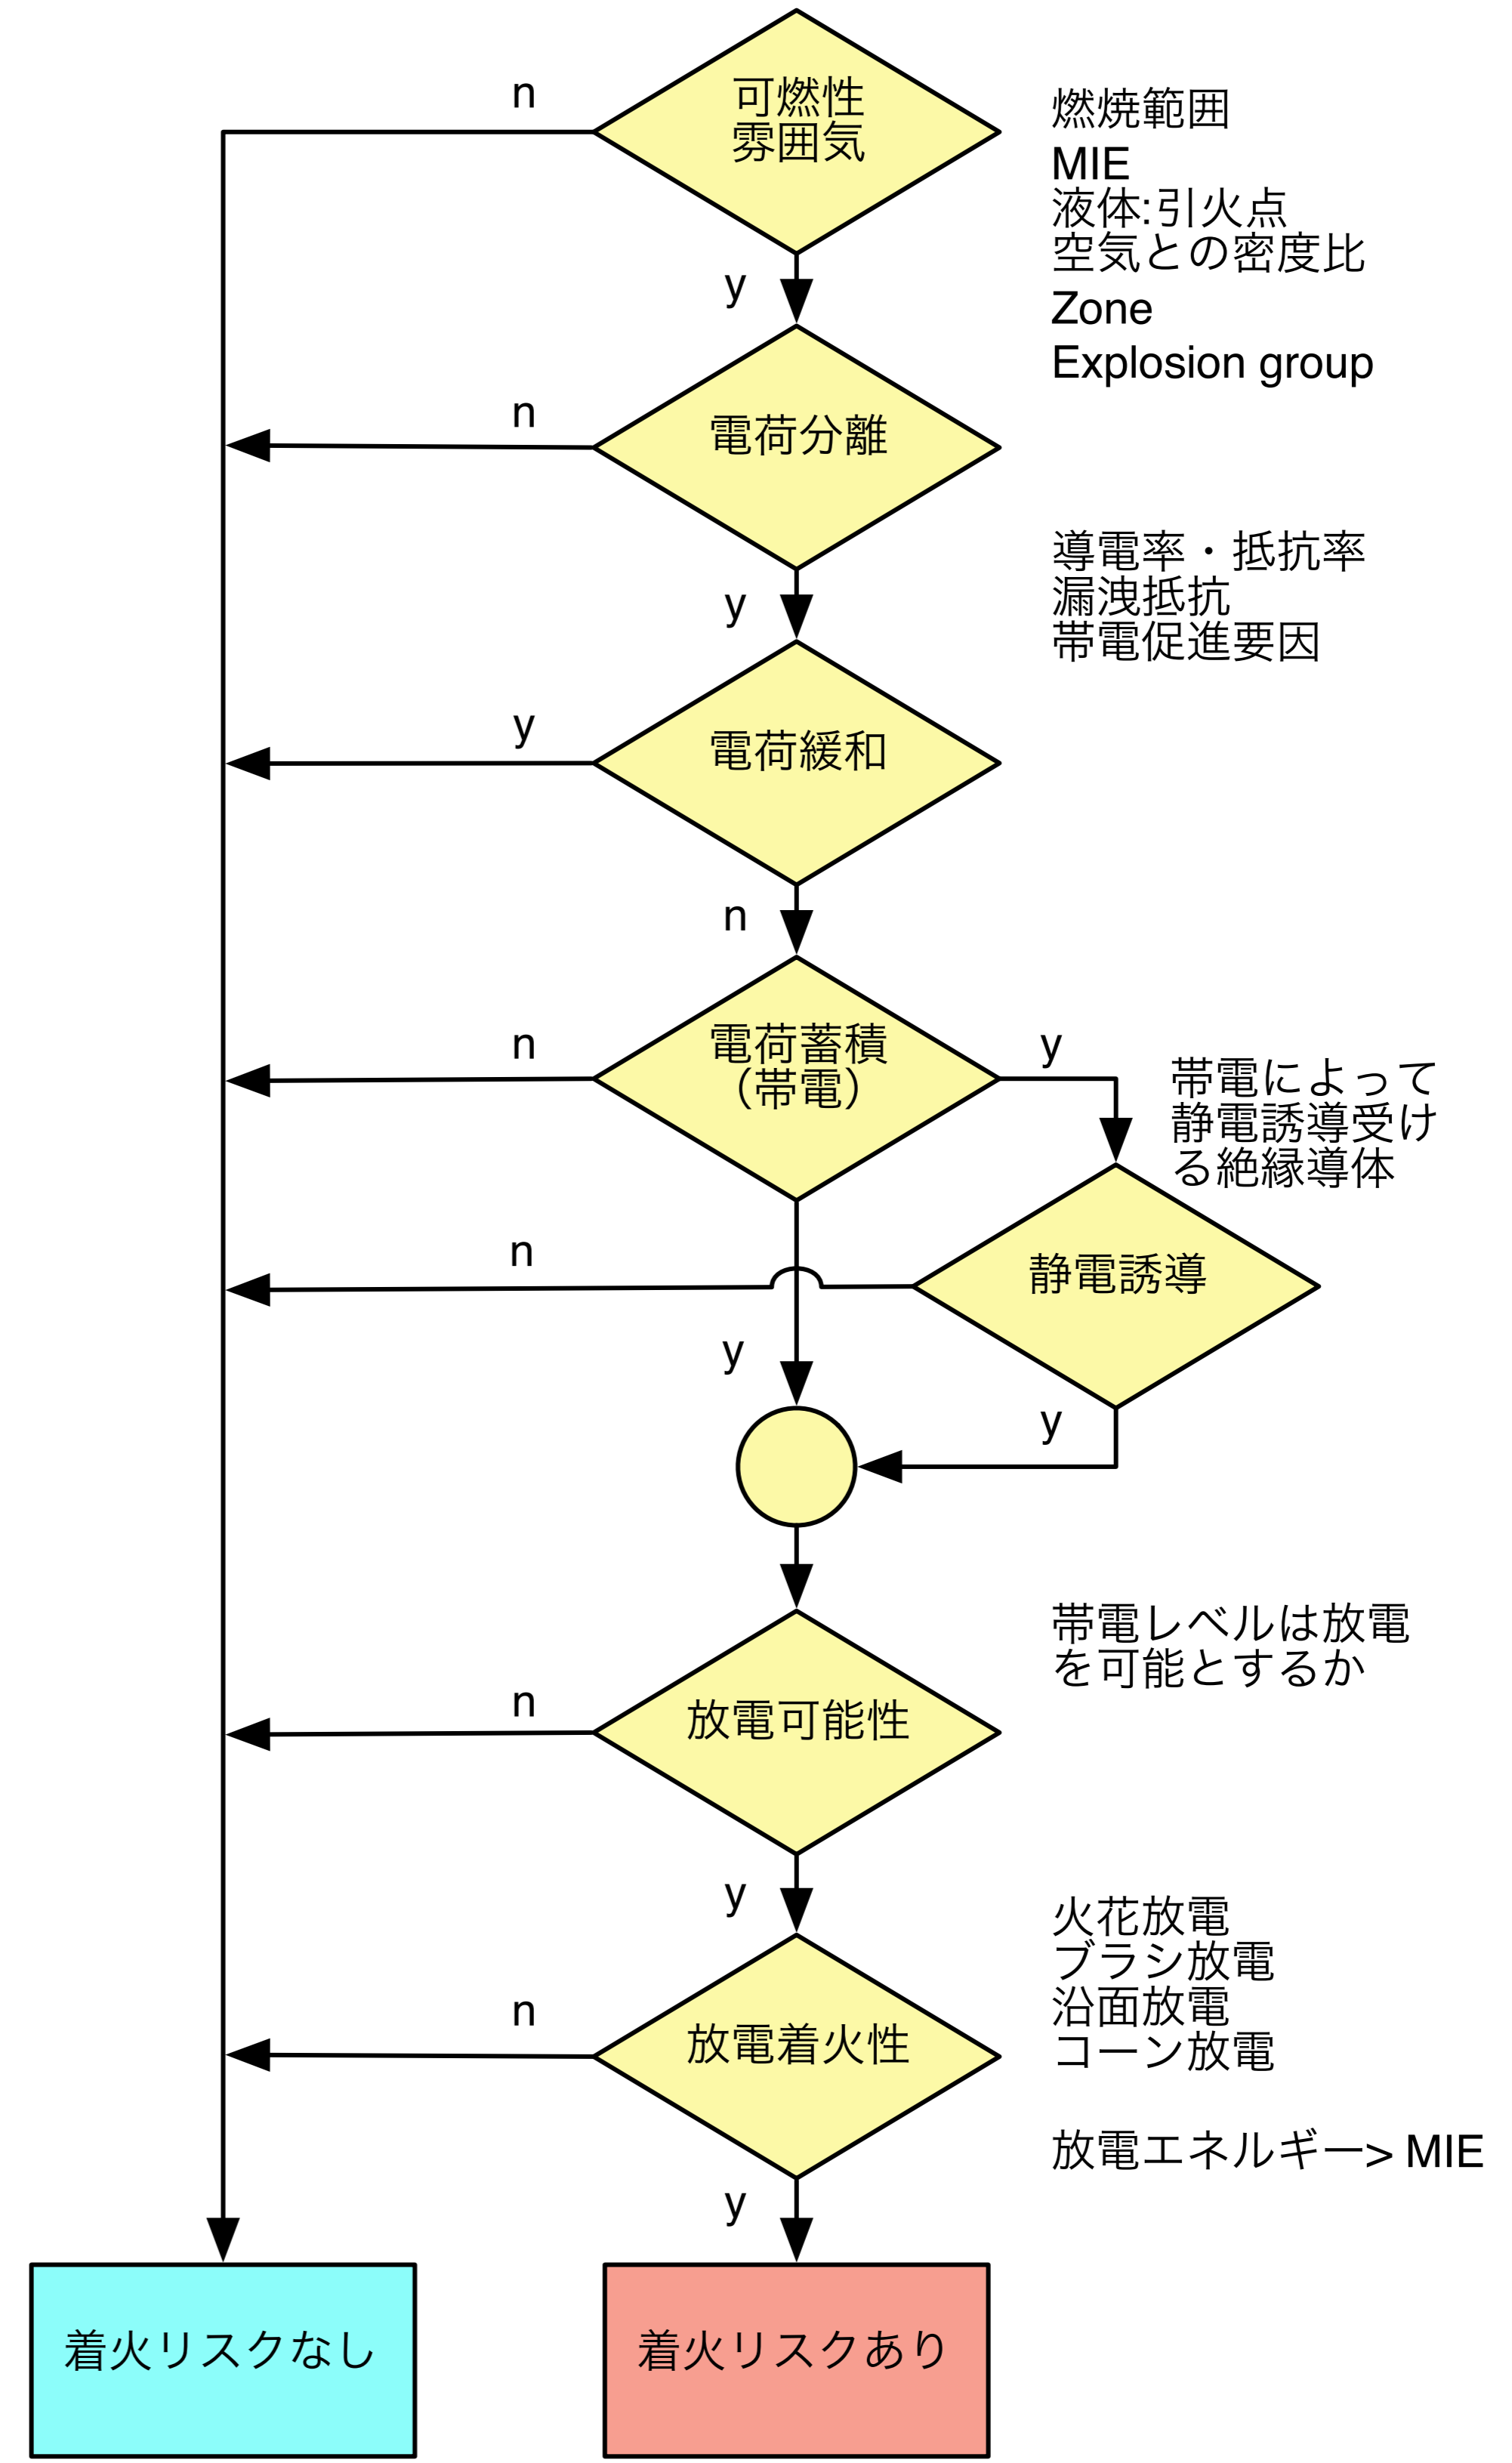 可燃性
雰囲気
n
y
燃焼範囲
MIE
液体:引火点
空気との密度比
Zone
Explosion group
電荷分離
n
y
導電率・抵抗率
漏洩抵抗
帯電促進要因
電荷緩和
y
n
電荷蓄積
（帯電）
n
y
y
帯電によって
静電誘導受け
る絶縁導体
静電誘導
n
y
帯電レベルは放電
を可能とするか
放電可能性
n
y
火花放電
ブラシ放電
沿面放電
コーン放電
放電エネルギー> MIE
放電着火性
n
y
着火リスクなし
着火リスクあり